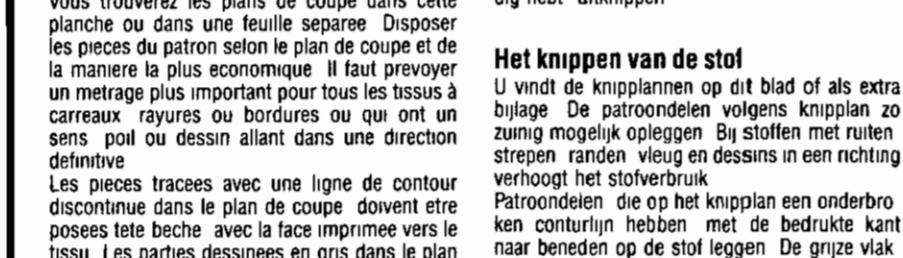 vous trouverez les plans de coupe dans cette
planche ou dans une feuille separee Disposer
les pieces du patron selon le plan de coupe et de
la maniere la plus economique Il faut prevoyer
un metrage plus important pour tous les tissus à
carreaux rayures ou bordures ou qui ont un
sens poil ou dessin allant dans une direction
definitive
Les pieces tracees avec une ligne de contour
discontinue dans le plan de coupe doivent etre
posees tete beche avec la face imprimee vers le
tissu Les parties dessinees en gris dans le plan
dig hebt uitknippen
Het knippen van de stof
U vindt de knipplannen op dit blad of als extra
bijlage De patroondelen volgens knipplan zo
zuinig mogelijk opleggen Bij stoffen met ruiten
strepen randen vleug en dessins in een richting
verhoogt het stofverbruik
Patroondelen die op het knipplan een onderbro
ken conturlijn hebben met de bedrukte kant
naar beneden op de stof leggen De grijze vlak